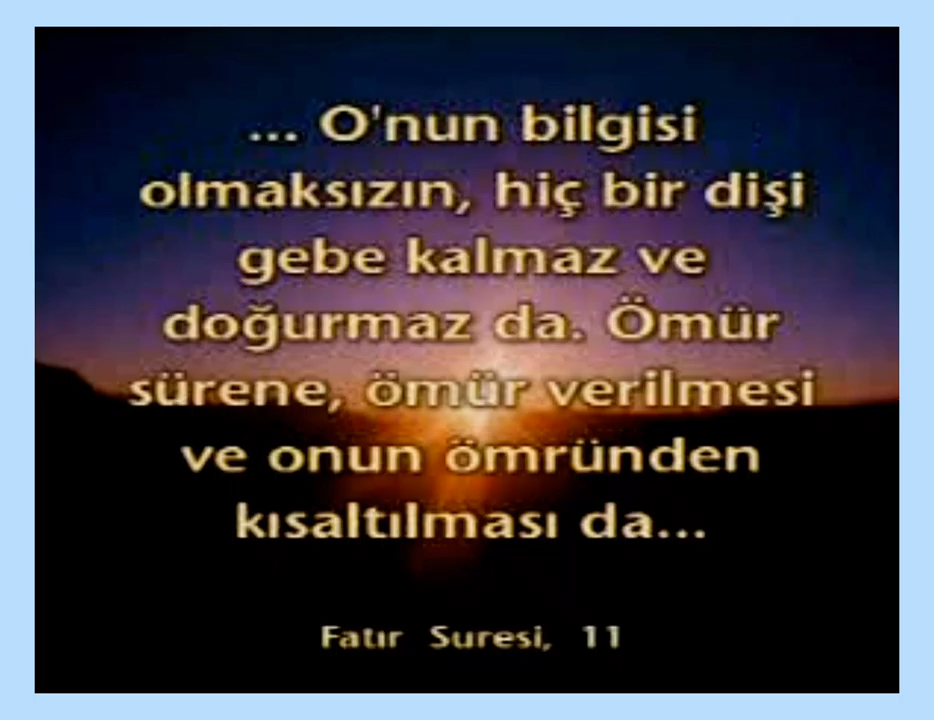 ... O'nun bilgisi
olmaksızın, hiç bir dişi
gebe kalmaz ve
doğurmaz da. Ömür
sürene, ömür verilmesi
ve onun ömründen
kısaltılması da...
Fatır Suresi, 11